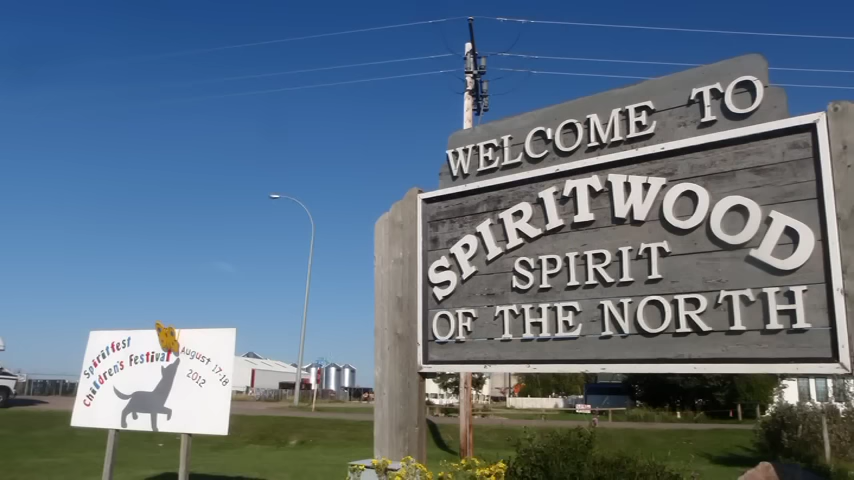 WELCOME TO
SPIRITWOOD
SPIRIT
OF THE NORTH
Spiritfest
Children's Festival
August 17-18
2012